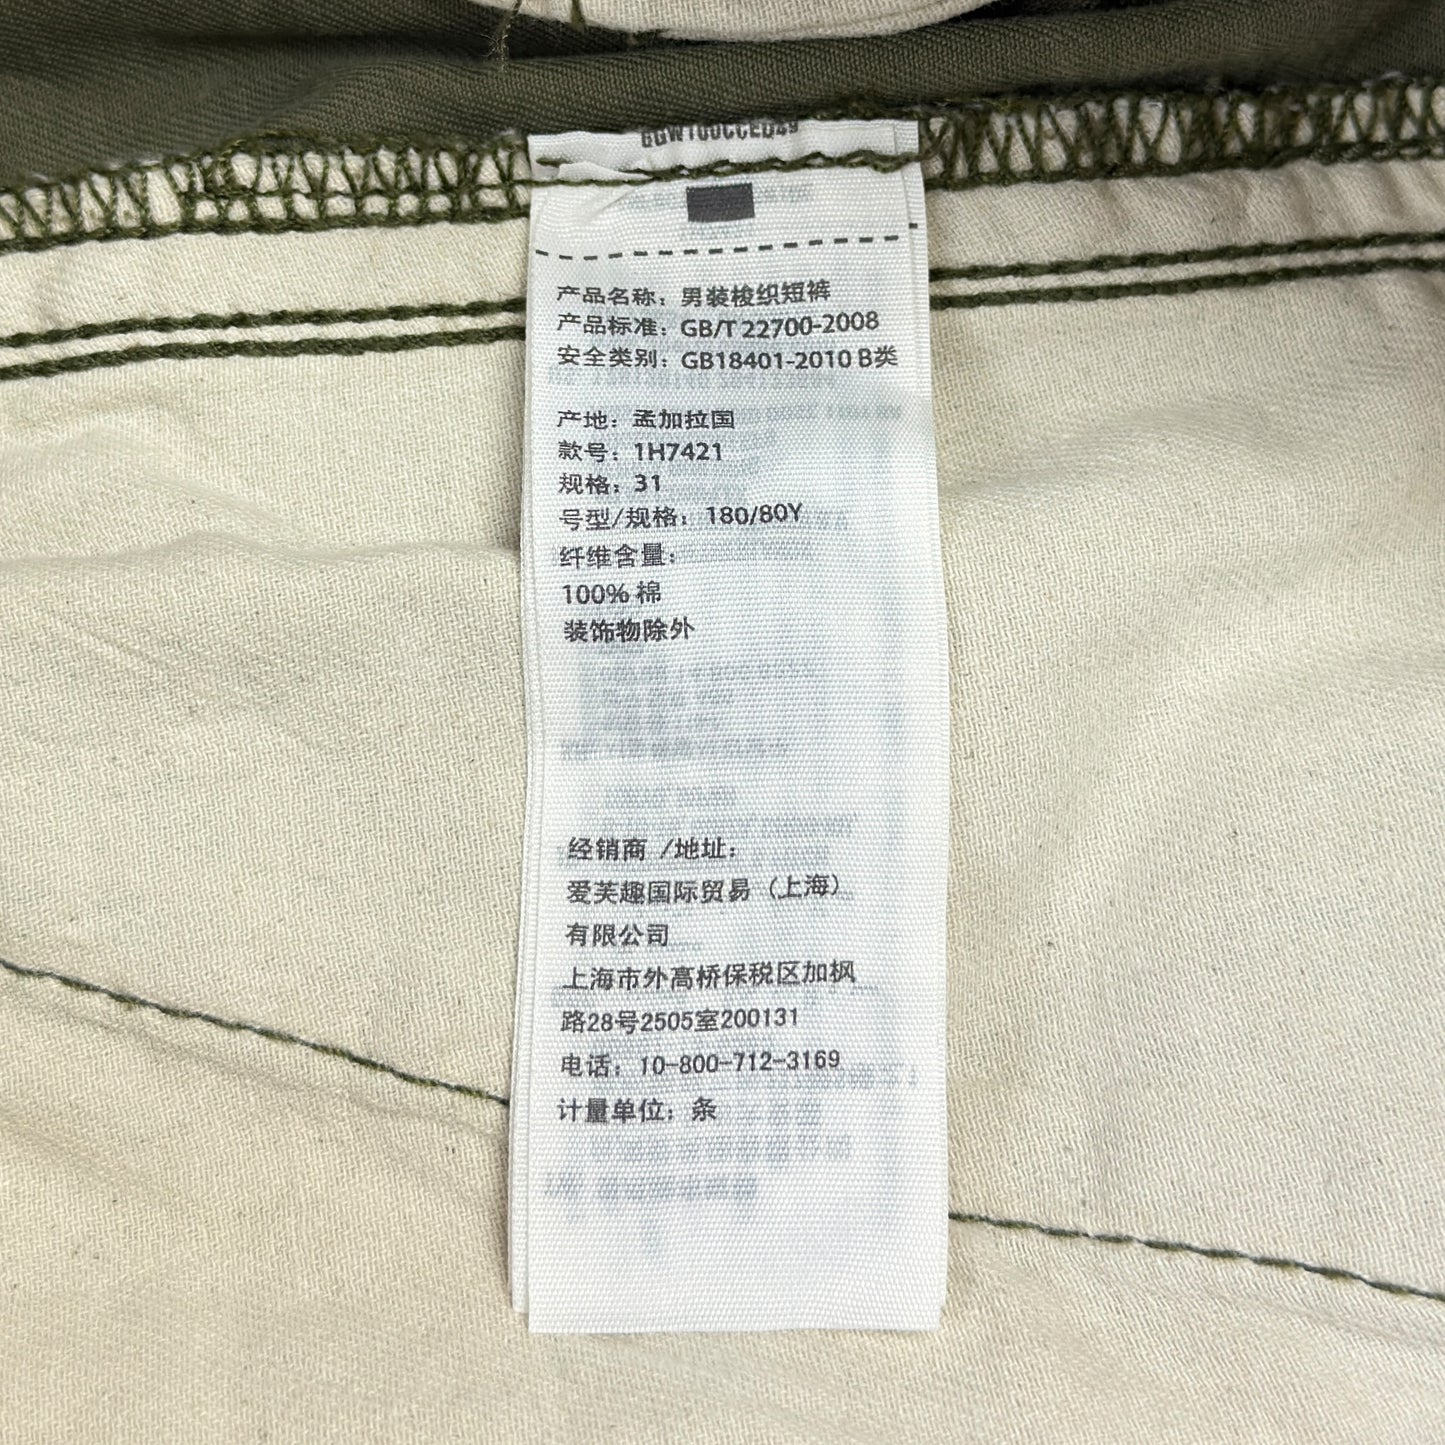 产品名称：男装梭织短裤
产品标准：GB/T 22700-2008
安全类别：GB18401-2010 B类
产地：孟加拉国
款号：1H7421
规格：31
号型/规格：180/80Y
纤维含量：
100% 棉
装饰物除外
经销商 /地址：
爱芙趣国际贸易（上海）
有限公司
上海市外高桥保税区加枫
路28号2505室200131
电话：10-800-712-3169
计量单位：条